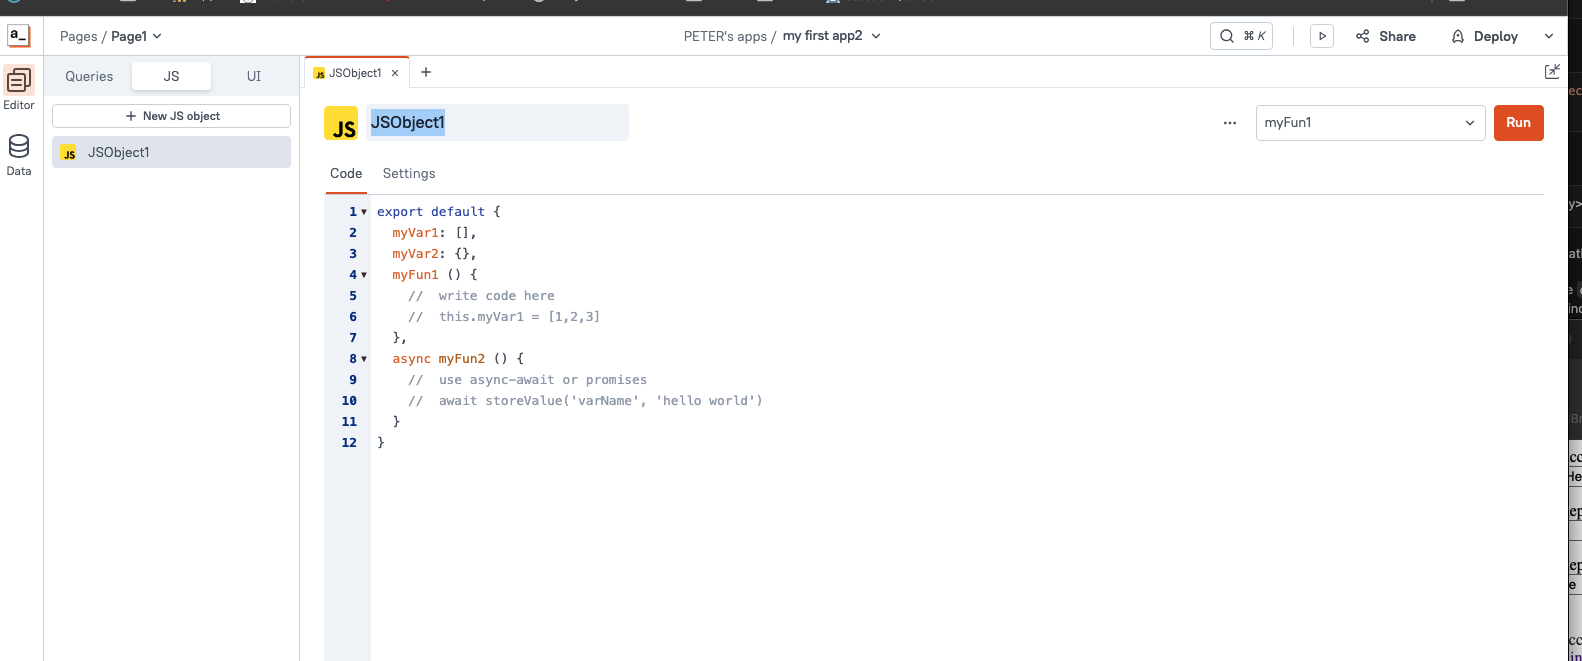 a_
Pages / Page1
PETER's apps / my first app2
⌘ K
Share
Deploy
Editor
Data
Queries
JS
UI
+ New JS object
JS JSObject1
JS JSObject1 × +
JS JSObject1
··· myFun1
Run
Code
Settings
1 export default {
2 myVar1: [],
3 myVar2: {},
4 myFun1 () {
5 // write code here
6 // this.myVar1 = [1,2,3]
7 },
8 async myFun2 () {
9 // use async-await or promises
10 // await storeValue('varName', 'hello world')
11 }
12 }